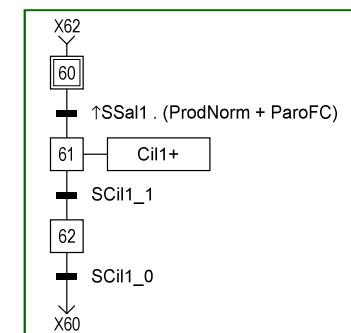 X62
60
↑SSal1 . (ProdNorm + ParoFC)
61 Cil1+
SCil1_1
62
SCil1_0
X60